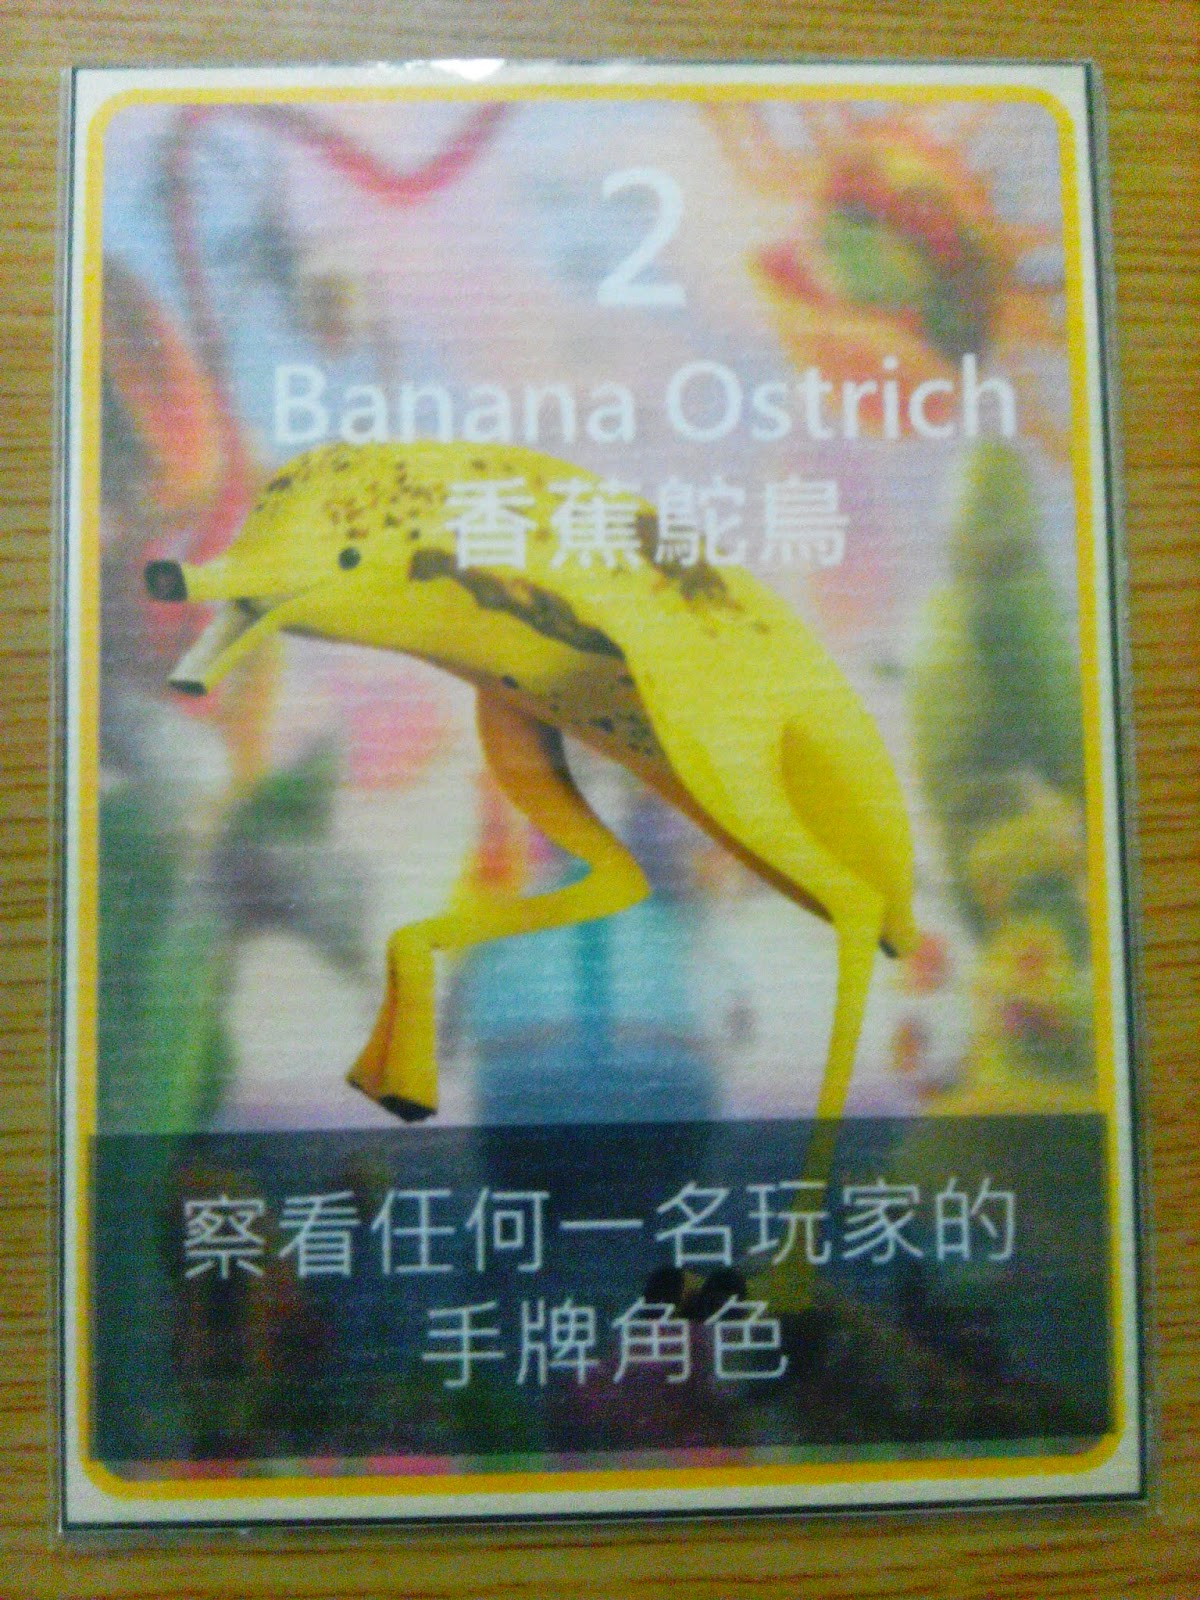 2
Banana Ostrich
香蕉鴕鳥
察看任何一名玩家的
手牌角色